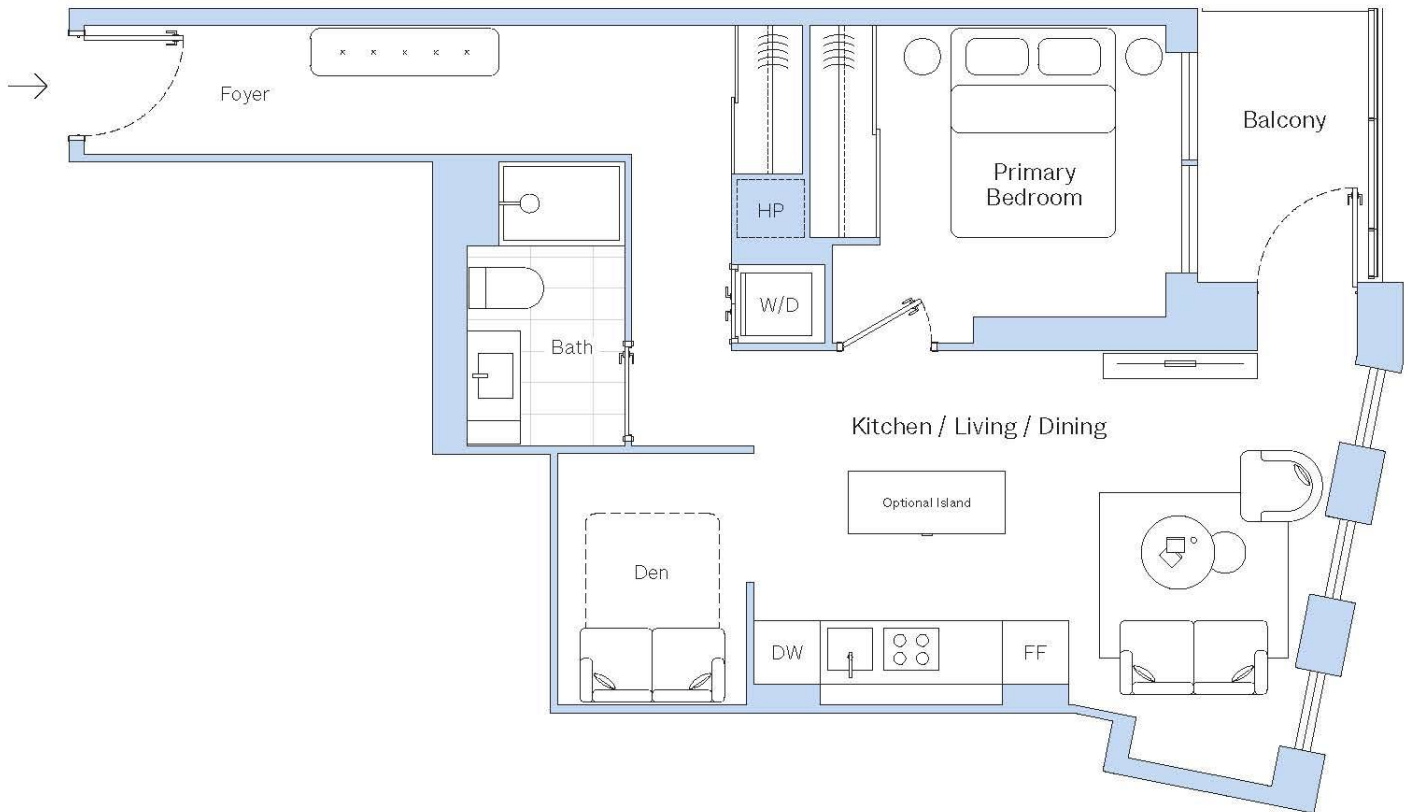 Foyer
Balcony
Primary
Bedroom
HP
W/D
Bath
Kitchen / Living / Dining
Optional Island
Den
DW
FF